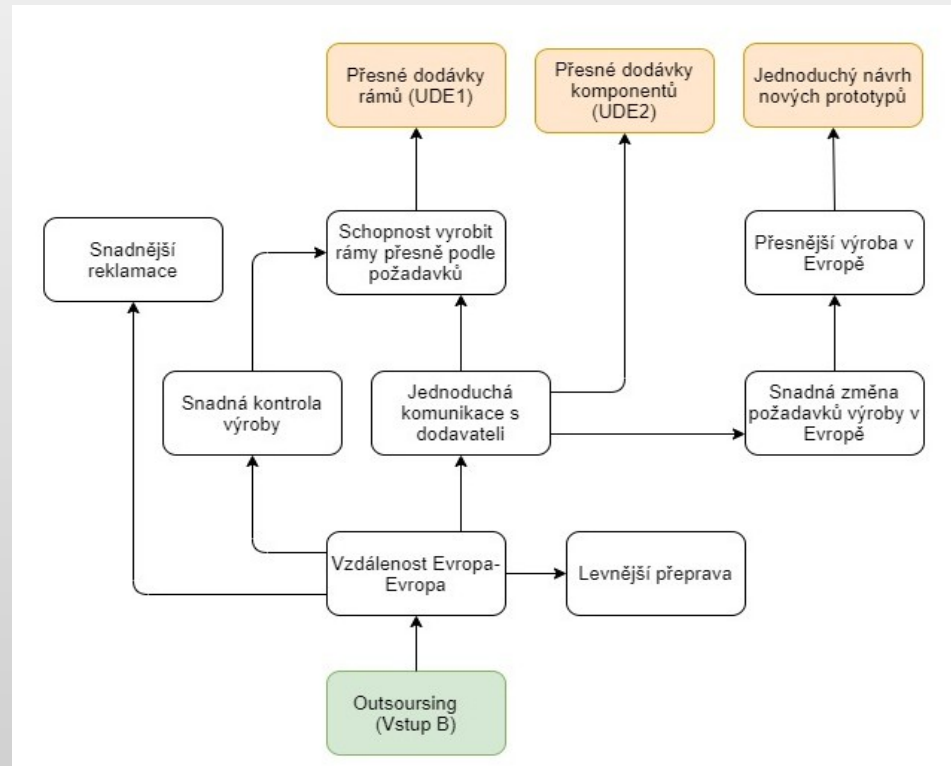 Přesné dodávky
rámů (UDE1)
Přesné dodávky
komponentů
(UDE2)
Jednoduchý návrh
nových prototypů
Snadnější
reklamace
Schopnost vyrobit
rámy přesně podle
požadavků
Přesnější výroba v
Evropě
Snadná kontrola
výroby
Jednoduchá
komunikace s
dodavateli
Snadná změna
požadavků výroby v
Evropě
Vzdálenost Evropa-
Evropa
Levnější přeprava
Outsoursing
(Vstup B)